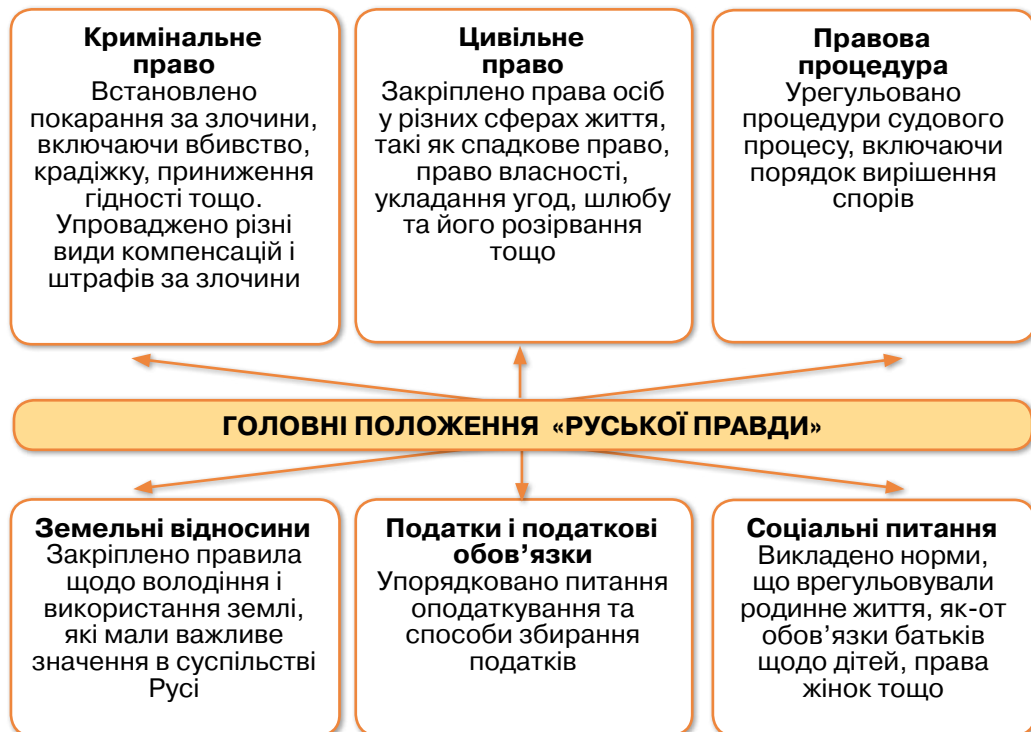 Кримінальне
право
Встановлено
покарання за злочини,
включаючи вбивство,
крадіжку, приниження
гідності тощо.
Упроваджено різні
види компенсацій і
штрафів за злочини
Цивільне
право
Закріплено права осіб
у різних сферах життя,
такі як спадкове право,
право власності,
укладання угод, шлюбу
та його розірвання
тощо
Правова
процедура
Урегульовано
процедури судового
процесу, включаючи
порядок вирішення
спорів
ГОЛОВНІ ПОЛОЖЕННЯ «РУСЬКОЇ ПРАВДИ»
Земельні відносини
Закріплено правила
щодо володіння і
використання землі,
які мали важливе
значення в суспільстві
Русі
Податки і податкові
обов’язки
Упорядковано питання
оподаткування та
способи збирання
податків
Соціальні питання
Викладено норми,
що врегульовували
родинне життя, як-от
обов’язки батьків
щодо дітей, права
жінок тощо